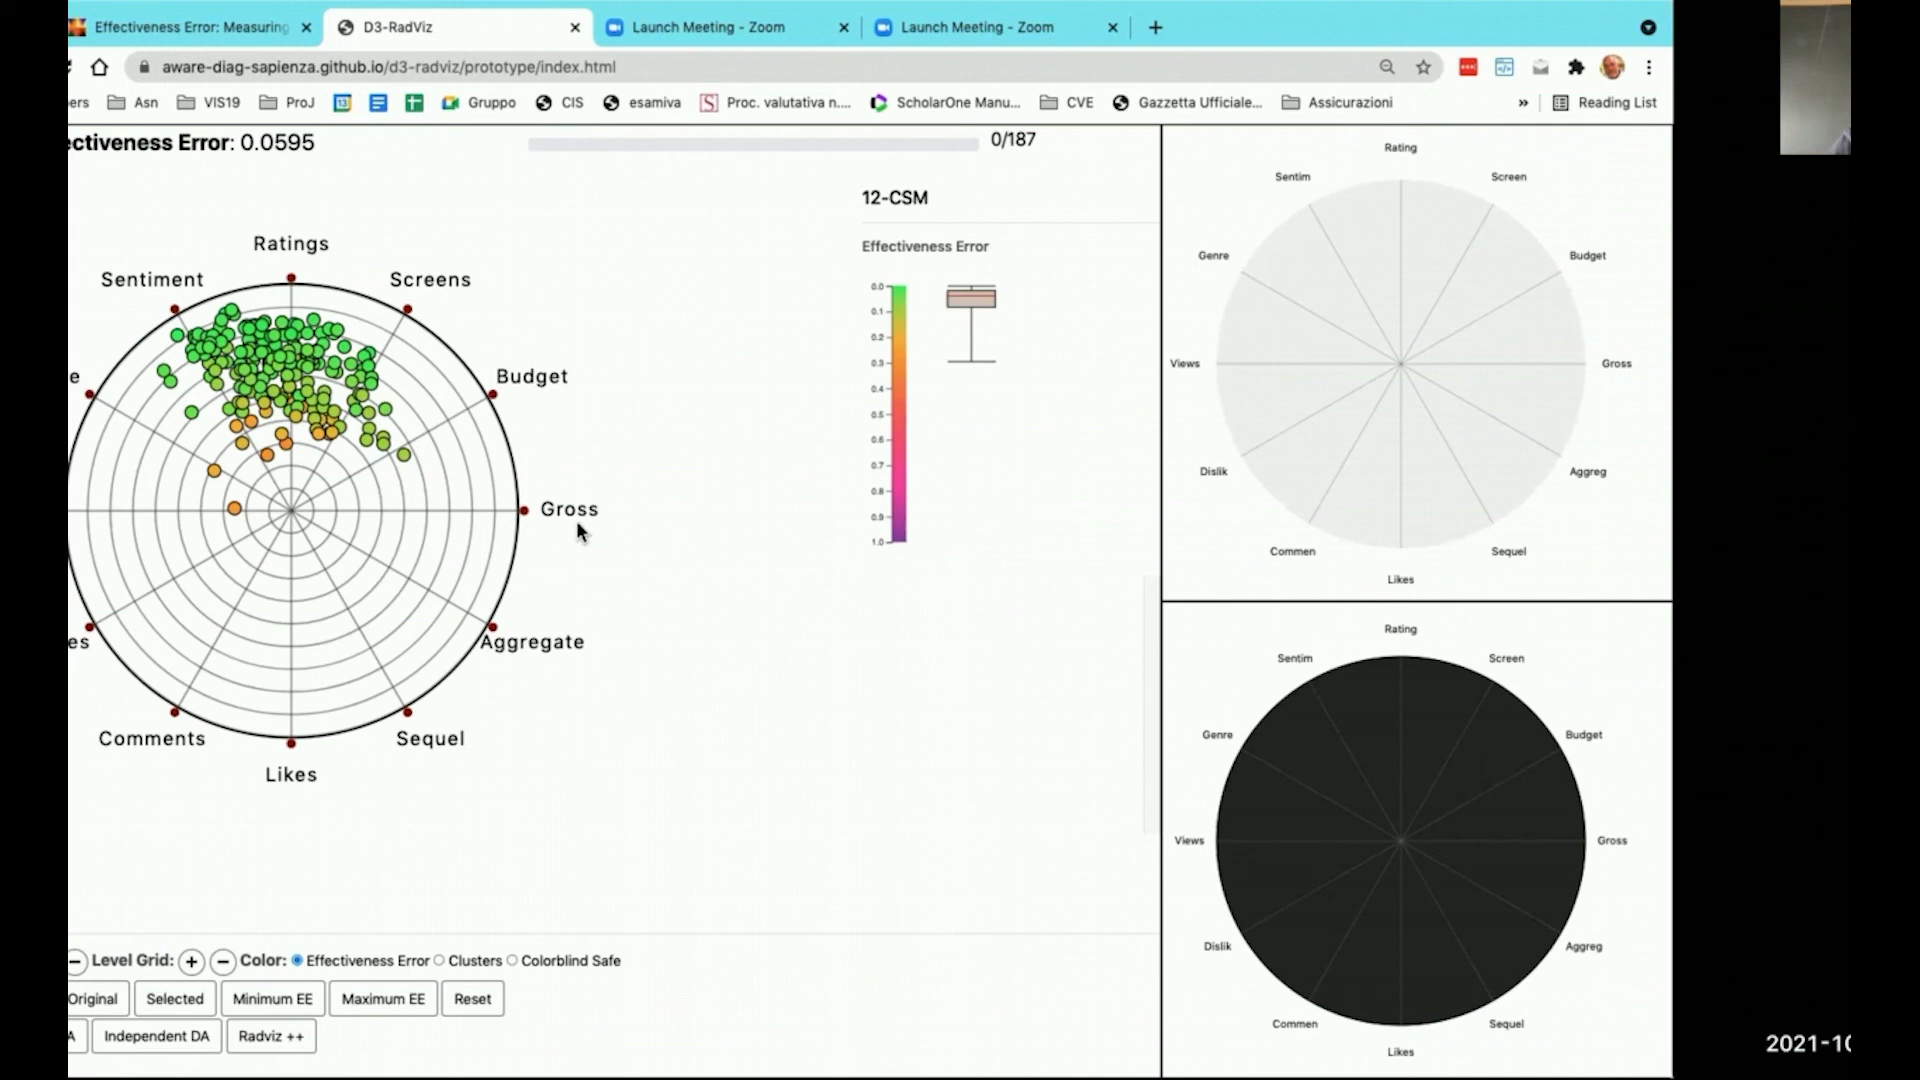 Effectiveness Error: Measuring
D3-RadViz
Launch Meeting - Zoom
Launch Meeting - Zoom
aware-diag-sapienza.github.io/d3-radviz/prototype/index.html
ers
Asn
VIS19
ProJ
13
Gruppo
CIS
esamiva
Proc. valutativa n....
ScholarOne Manu...
CVE
Gazzetta Ufficiale...
Assicurazioni
»
Reading List
ectiveness Error: 0.0595
0/187
12-CSM
Effectiveness Error
0.0
0.1
0.2
0.3
0.4
0.5
0.6
0.7
0.8
0.9
1.0
Ratings
Sentiment
Screens
e
Budget
Gross
es
Aggregate
Comments
Sequel
Likes
Rating
Sentim
Screen
Genre
Budget
Views
Gross
Dislik
Aggreg
Commen
Sequel
Likes
Rating
Sentim
Screen
Genre
Budget
Views
Gross
Dislik
Aggreg
Commen
Sequel
Likes
− Level Grid: + − Color: Effectiveness Error Clusters Colorblind Safe
Original Selected Minimum EE Maximum EE Reset
A Independent DA Radviz ++
2021-10